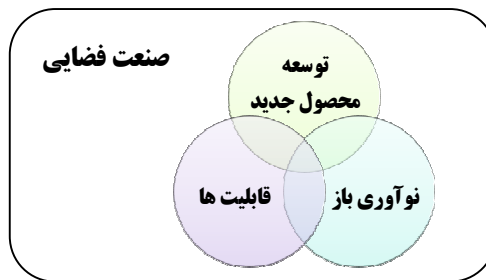 صنعت فضایی
توسعه
محصول جدید
نوآوری باز
قابلیت ها